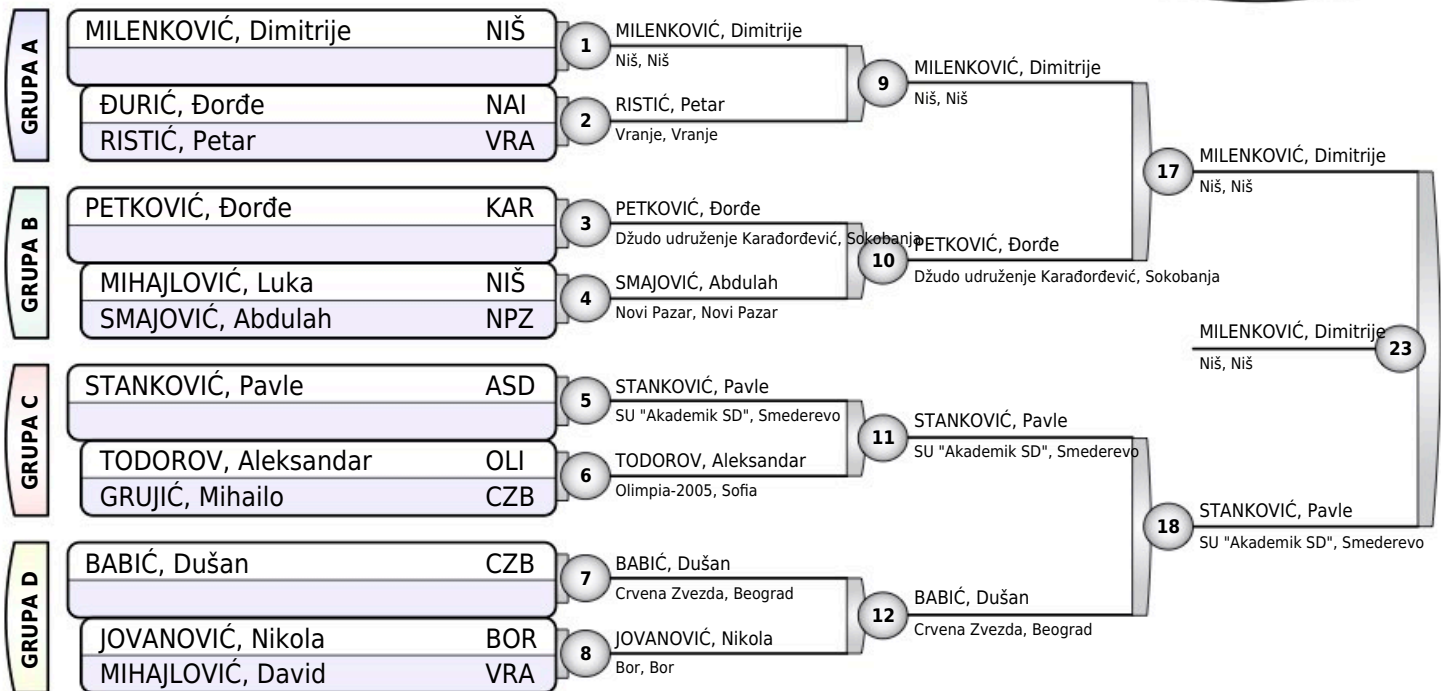 GRUPA A
MILENKOVIĆ, Dimitrije NIŠ
ĐURIĆ, Đorđe NAI
RISTIĆ, Petar VRA
GRUPA B
PETKOVIĆ, Đorđe KAR
MIHAJLOVIĆ, Luka NIŠ
SMAJOVIĆ, Abdulah NPZ
GRUPA C
STANKOVIĆ, Pavle ASD
TODOROV, Aleksandar OLI
GRUJIĆ, Mihailo CZB
GRUPA D
BABIĆ, Dušan CZB
JOVANOVIĆ, Nikola BOR
MIHAJLOVIĆ, David VRA
1
MILENKOVIĆ, Dimitrije
Niš, Niš
2
RISTIĆ, Petar
Vranje, Vranje
3
PETKOVIĆ, Đorđe
Džudo udruženje Karađorđević, Sokobanja
4
SMAJOVIĆ, Abdulah
Novi Pazar, Novi Pazar
5
STANKOVIĆ, Pavle
SU "Akademik SD", Smederevo
6
TODOROV, Aleksandar
Olimpia-2005, Sofia
7
BABIĆ, Dušan
Crvena Zvezda, Beograd
8
JOVANOVIĆ, Nikola
Bor, Bor
9
MILENKOVIĆ, Dimitrije
Niš, Niš
10
PETKOVIĆ, Đorđe
Džudo udruženje Karađorđević, Sokobanja
11
STANKOVIĆ, Pavle
SU "Akademik SD", Smederevo
12
BABIĆ, Dušan
Crvena Zvezda, Beograd
17
MILENKOVIĆ, Dimitrije
Niš, Niš
18
STANKOVIĆ, Pavle
SU "Akademik SD", Smederevo
MILENKOVIĆ, Dimitrije
Niš, Niš
23